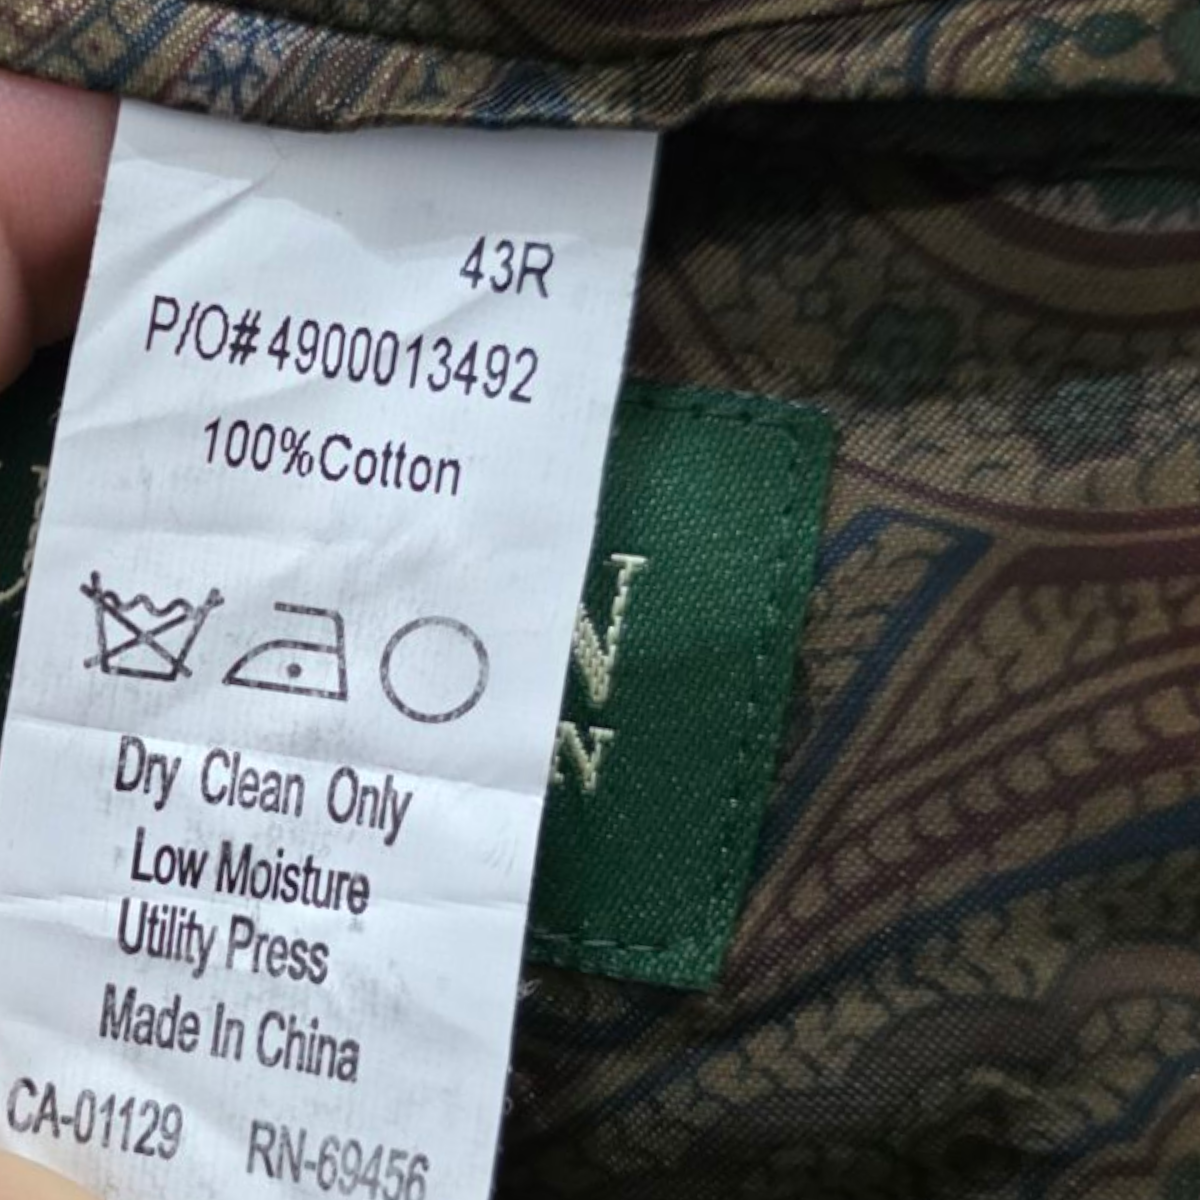 43R
P/O#4900013492
100%Cotton
Dry Clean Only
Low Moisture
Utility Press
Made In China
CA-01129 RN-69456
N
N